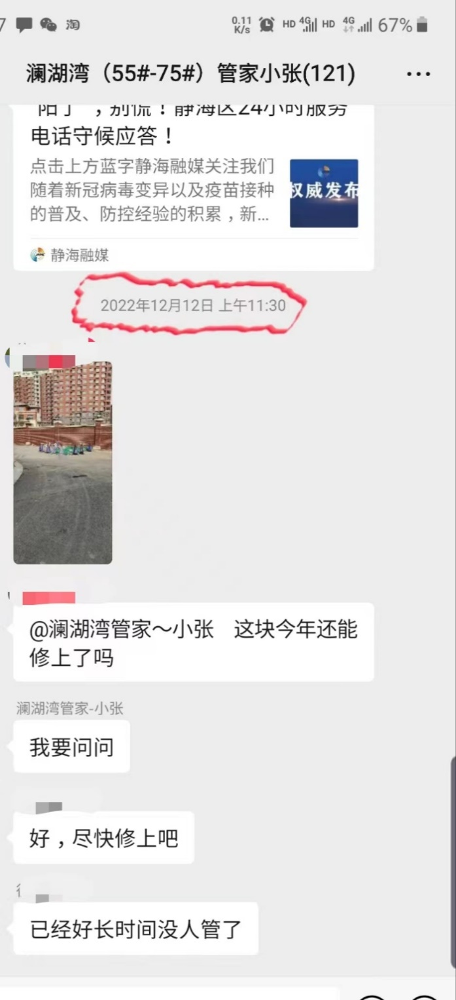 7
淘
0.11
K/s
HD 4G HD 4G 67%
澜湖湾（55#-75#）管家小张(121)
"阳了"，别慌！静海区24小时服务
电话守候应答！
点击上方蓝字静海融媒关注我们
随着新冠病毒变异以及疫苗接种
的普及、防控经验的积累，新...
权威发布
静海融媒
2022年12月12日 上午11:30
@澜湖湾管家～小张 这块今年还能
修上了吗
澜湖湾管家-小张
我要问问
好，尽快修上吧
已经好长时间没人管了